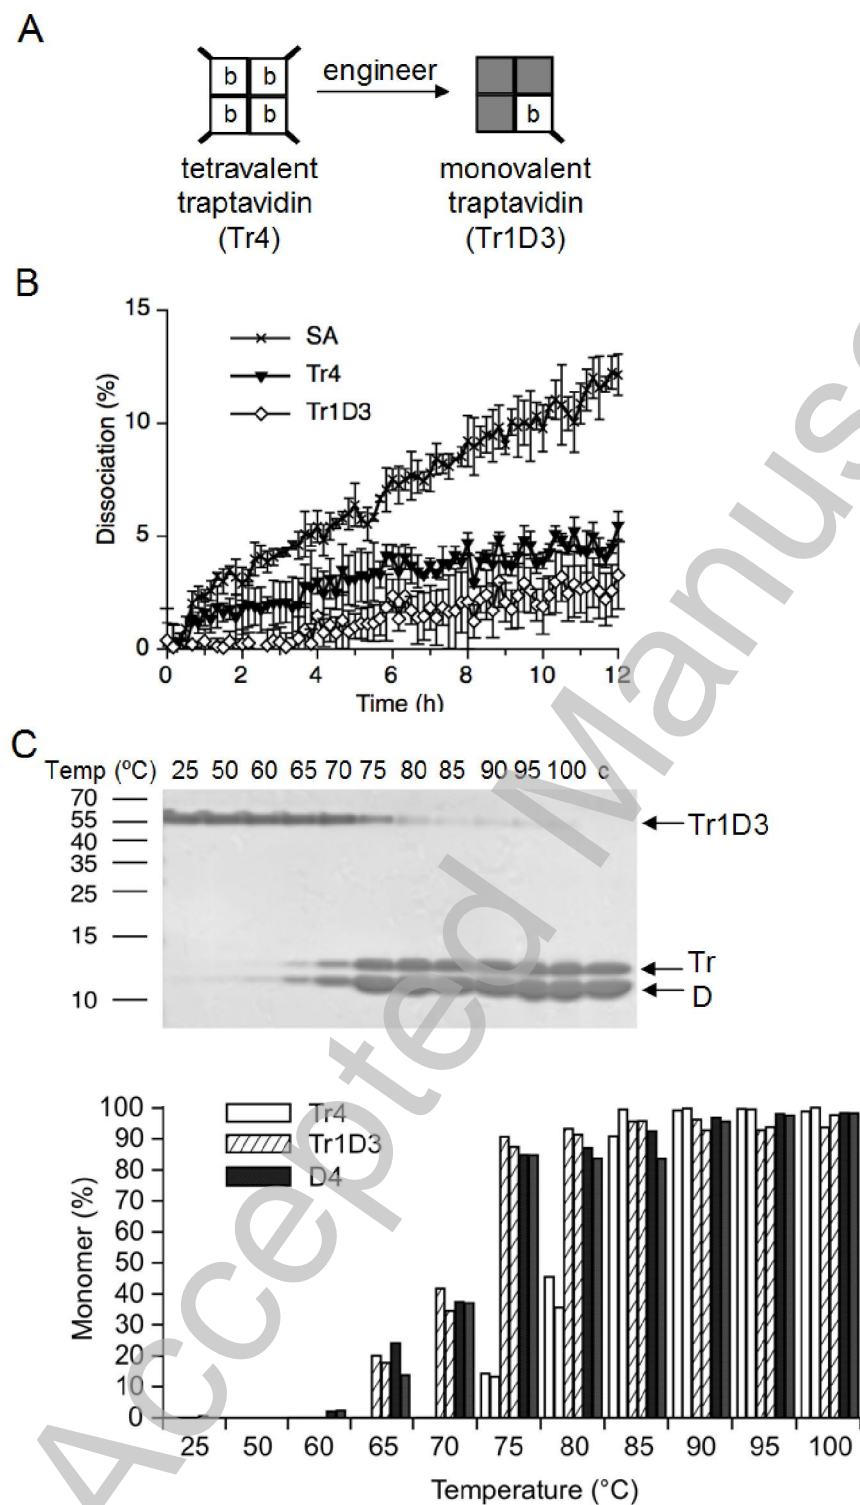 A
b b
b b
engineer
b
tetravalent
traptavidin
(Tr4)
monovalent
traptavidin
(Tr1D3)
B
15
10
5
0
Dissociation (%)
SA
Tr4
Tr1D3
0 2 4 6 8 10 12
Time (h)
C
Temp (ºC) 25 50 60 65 70 75 80 85 90 95 100 c
70
55
40
35
25
15
10
Tr1D3
Tr
D
100
90
80
70
60
50
40
30
20
10
0
Monomer (%)
Tr4
Tr1D3
D4
25 50 60 65 70 75 80 85 90 95 100
Temperature (°C)
Accepted Manus